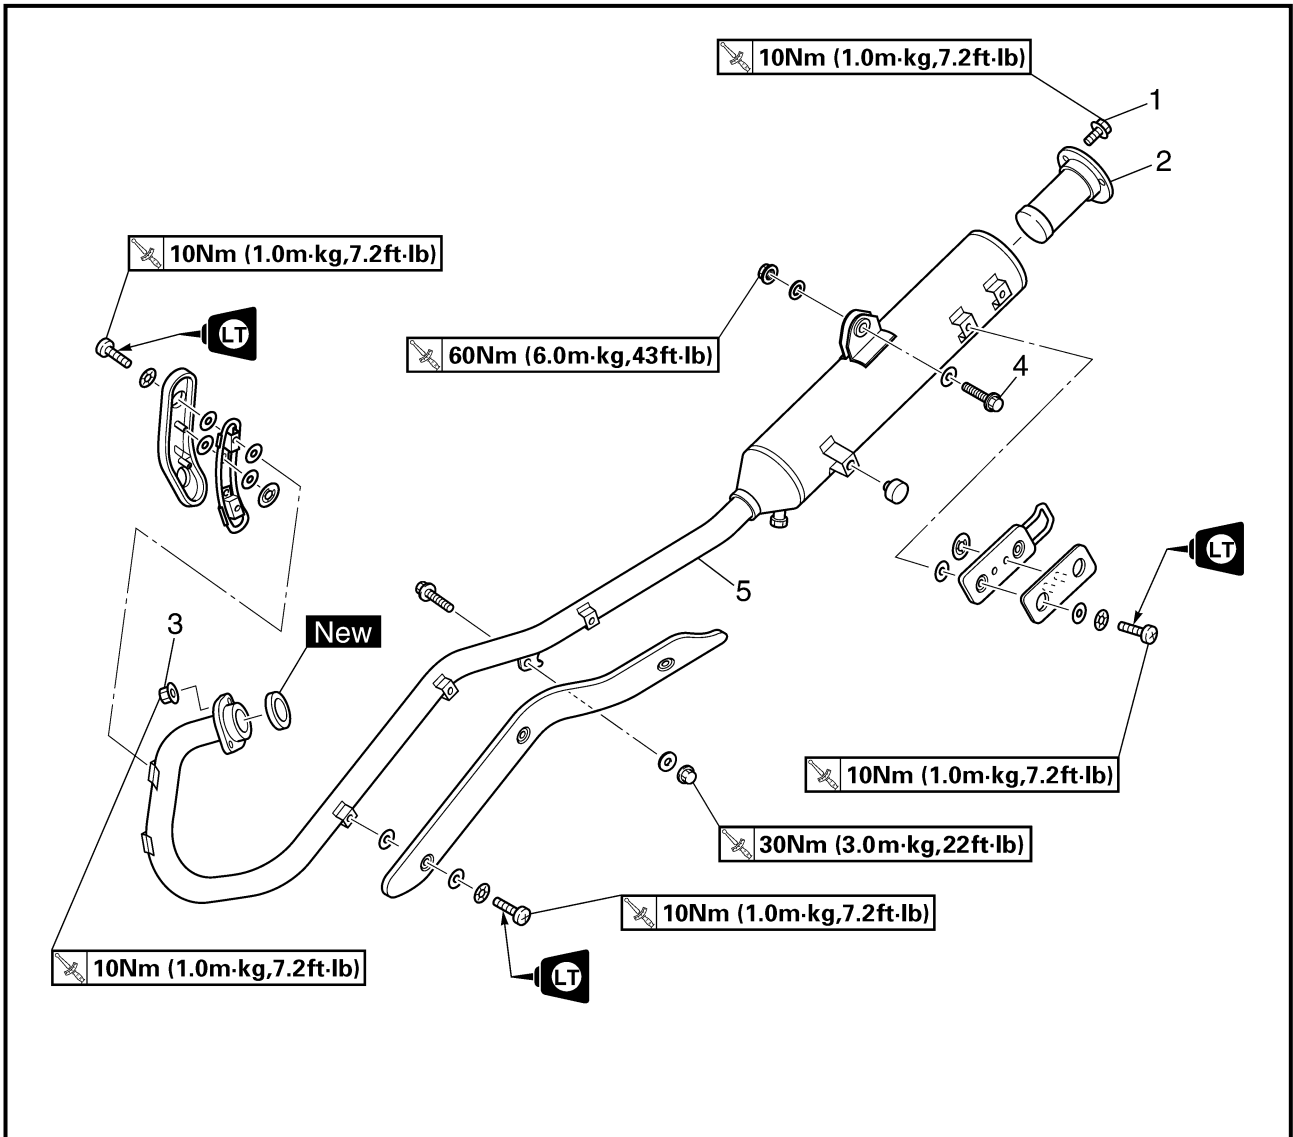 10Nm (1.0m·kg,7.2ft·lb)
1
2
10Nm (1.0m·kg,7.2ft·lb)
LT
60Nm (6.0m·kg,43ft·lb)
4
LT
5
3
New
10Nm (1.0m·kg,7.2ft·lb)
30Nm (3.0m·kg,22ft·lb)
10Nm (1.0m·kg,7.2ft·lb)
10Nm (1.0m·kg,7.2ft·lb)
LT